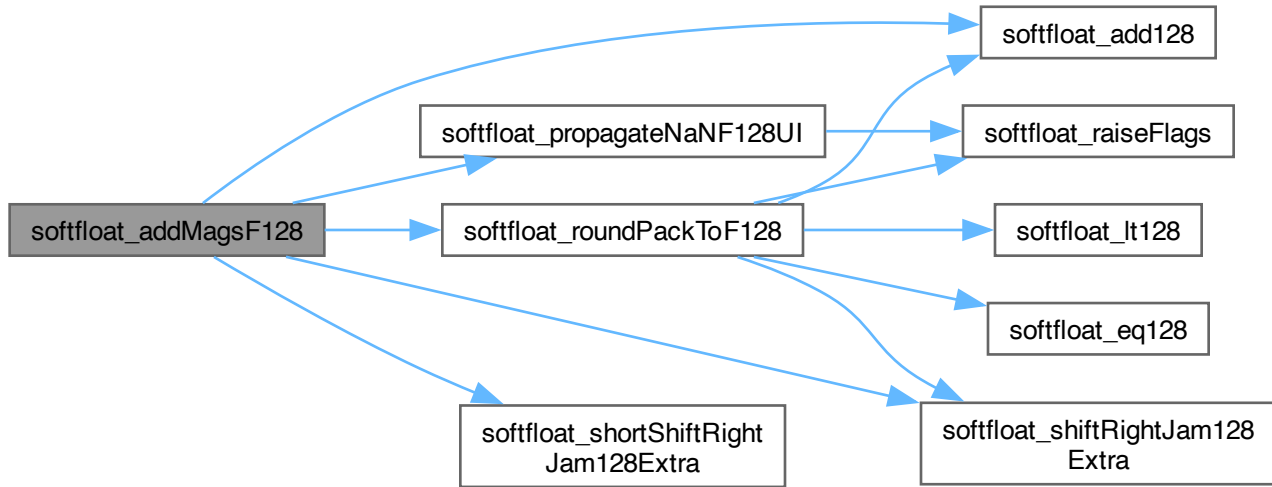 softfloat_add128
softfloat_propagateNaNF128UI
softfloat_raiseFlags
softfloat_addMagsF128
softfloat_roundPackToF128
softfloat_lt128
softfloat_eq128
softfloat_shortShiftRight
Jam128Extra
softfloat_shiftRightJam128
Extra